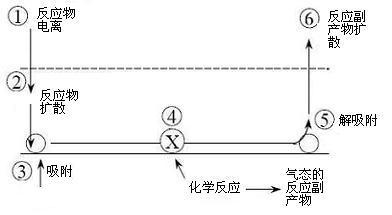 ① 反应物
电离
② 反应物
扩散
③ 吸附
④
X
化学反应
气态的
反应副
产物
⑤ 解吸附
⑥ 反应副
产物扩
散